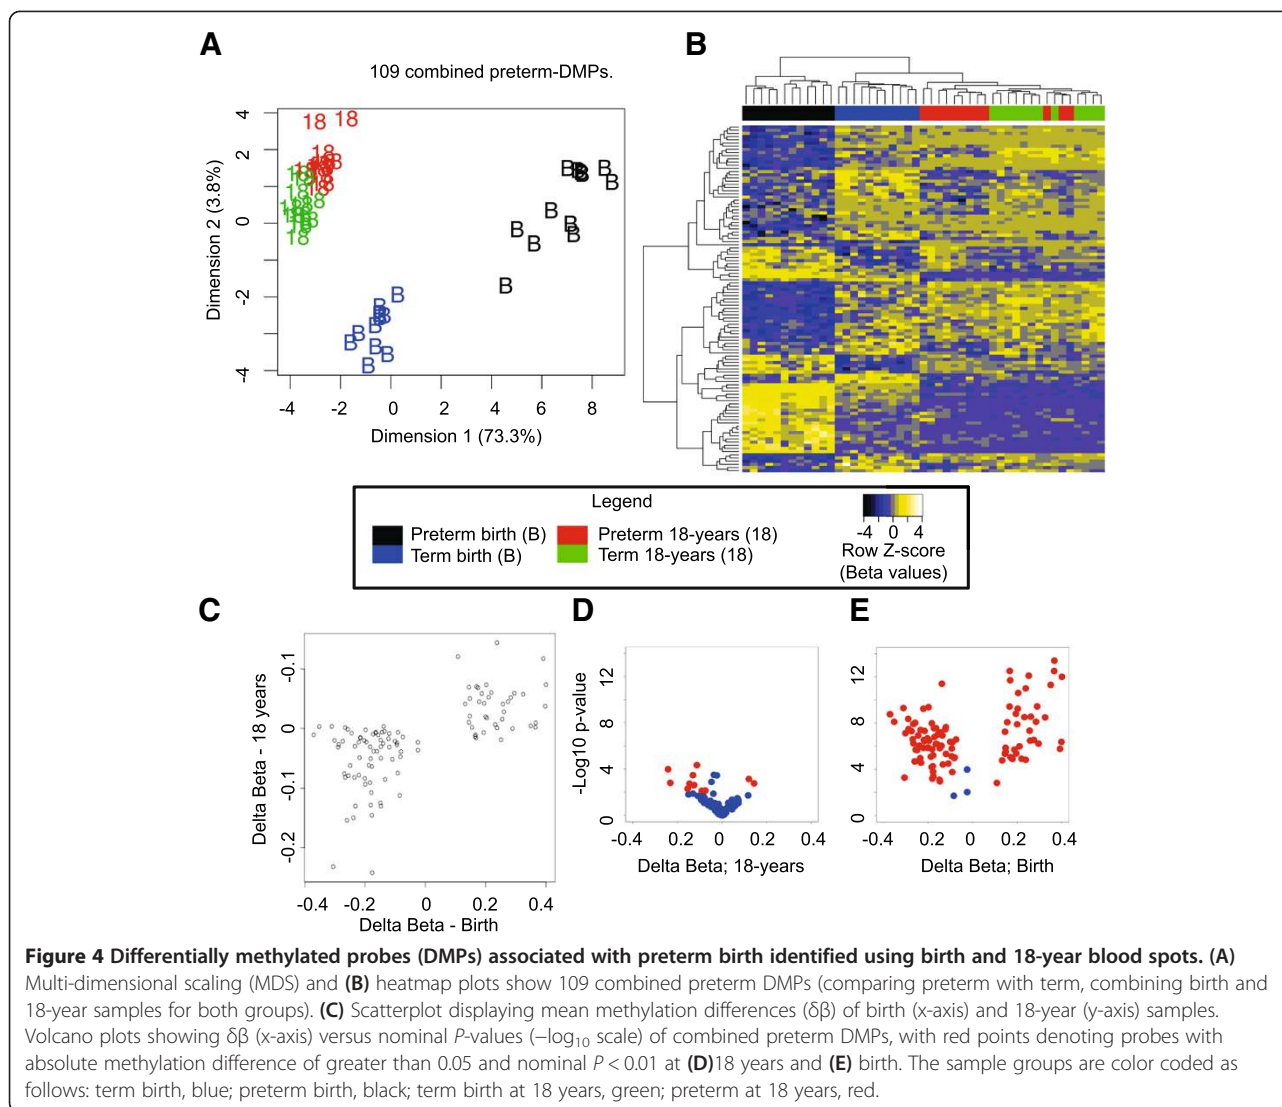 A
109 combined preterm-DMPs.
4
2
0
-2
-4
Dimension 2 (3.8%)
-4 -2 0 2 4 6 8
Dimension 1 (73.3%)
18 18
B
B
Legend
Preterm birth (B)
Term birth (B)
Preterm 18-years (18)
Term 18-years (18)
-4 0 4
Row Z-score
(Beta values)
C
Delta Beta - 18 years
-0.1
0
-0.1
-0.2
-0.4 -0.2 0 0.2 0.4
Delta Beta - Birth
D
-Log10 p-value
12
8
4
0
-0.4 0.2 0 0.2 0.4
Delta Beta; 18-years
E
12
8
4
0
-0.4 0.2 0 0.2 0.4
Delta Beta; Birth
Figure 4 Differentially methylated probes (DMPs) associated with preterm birth identified using birth and 18-year blood spots. (A)
Multi-dimensional scaling (MDS) and (B) heatmap plots show 109 combined preterm DMPs (comparing preterm with term, combining birth and
18-year samples for both groups). (C) Scatterplot displaying mean methylation differences (δβ) of birth (x-axis) and 18-year (y-axis) samples.
Volcano plots showing δβ (x-axis) versus nominal P-values (−log10 scale) of combined preterm DMPs, with red points denoting probes with
absolute methylation difference of greater than 0.05 and nominal P < 0.01 at (D)18 years and (E) birth. The sample groups are color coded as
follows: term birth, blue; preterm birth, black; term birth at 18 years, green; preterm at 18 years, red.